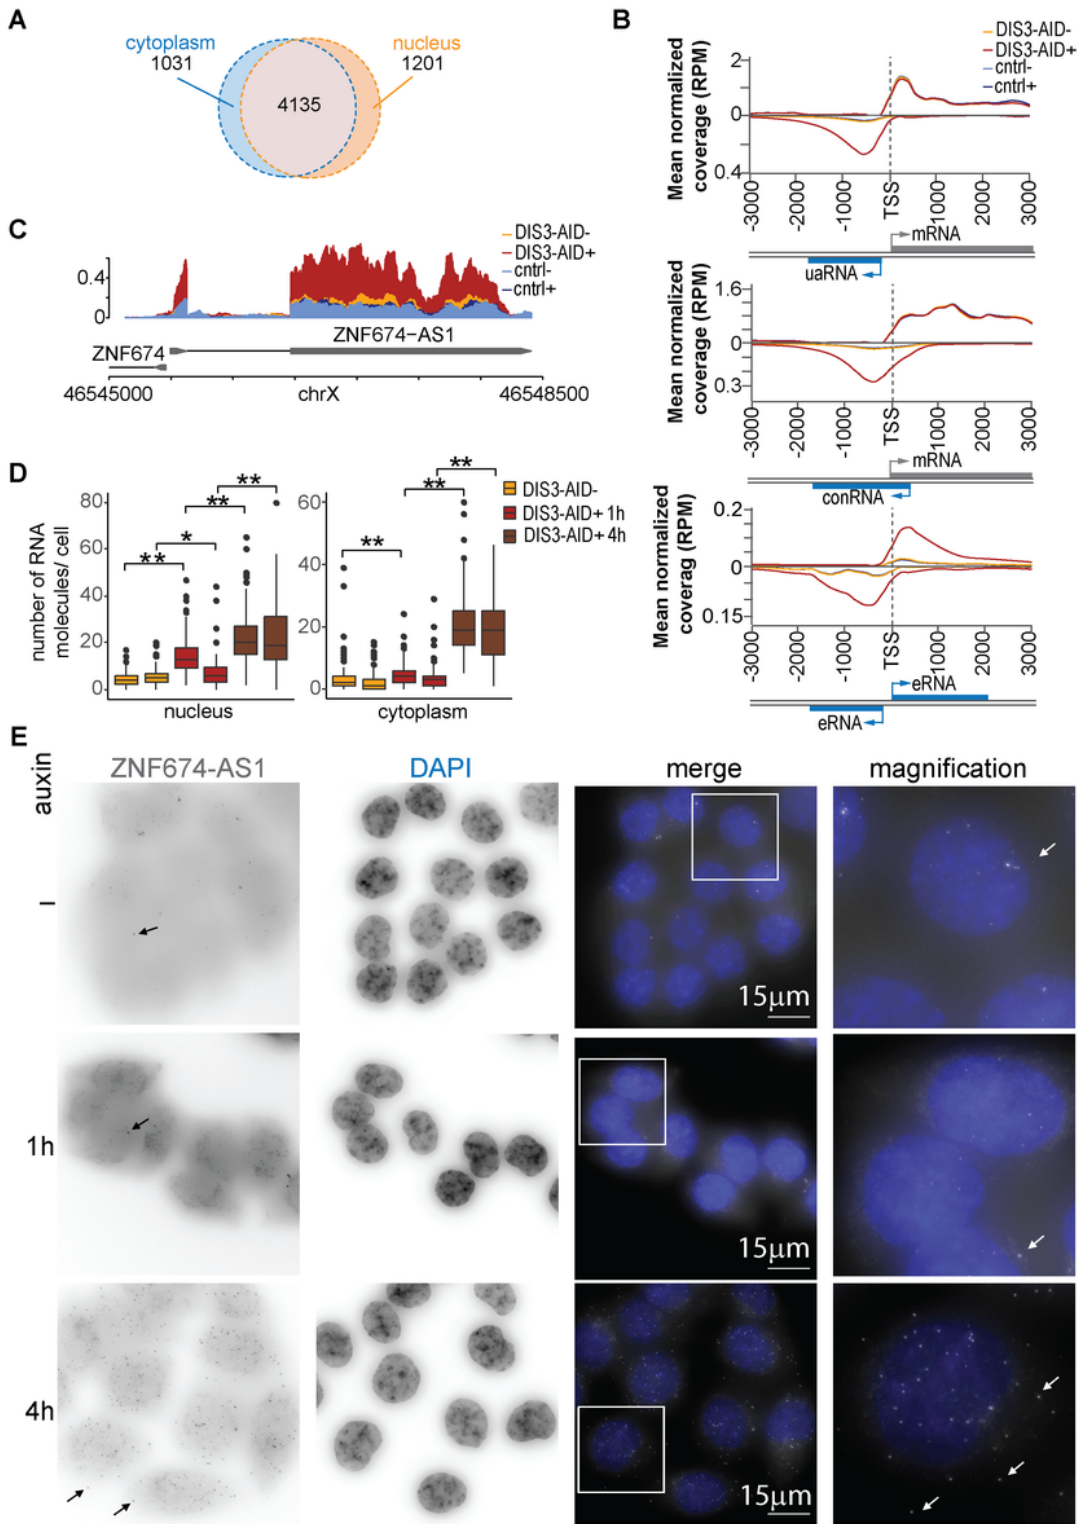 A
cytoplasm
1031
nucleus
1201
4135
B
DIS3-AID-
DIS3-AID+
cntrl-
cntrl+
Mean normalized
coverage (RPM)
2
0
0.4
-3000
-2000
-1000
TSS
1000
2000
3000
mRNA
uaRNA
Mean normalized
coverage (RPM)
1.6
0
0.3
-3000
-2000
-1000
TSS
1000
2000
3000
mRNA
conRNA
Mean normalized
coverag (RPM)
0.2
0
0.15
-3000
-2000
-1000
TSS
1000
2000
3000
eRNA
eRNA
C
DIS3-AID-
DIS3-AID+
cntrl-
cntrl+
0.4
0
ZNF674
ZNF674-AS1
46545000
chrX
46548500
D
number of RNA
molecules/ cell
80
60
40
20
0
** * ** **
nucleus
60
40
20
0
** ** **
cytoplasm
DIS3-AID-
DIS3-AID+ 1h
DIS3-AID+ 4h
E
auxin
ZNF674-AS1
DAPI
merge
magnification
–
15μm
1h
15μm
4h
15μm